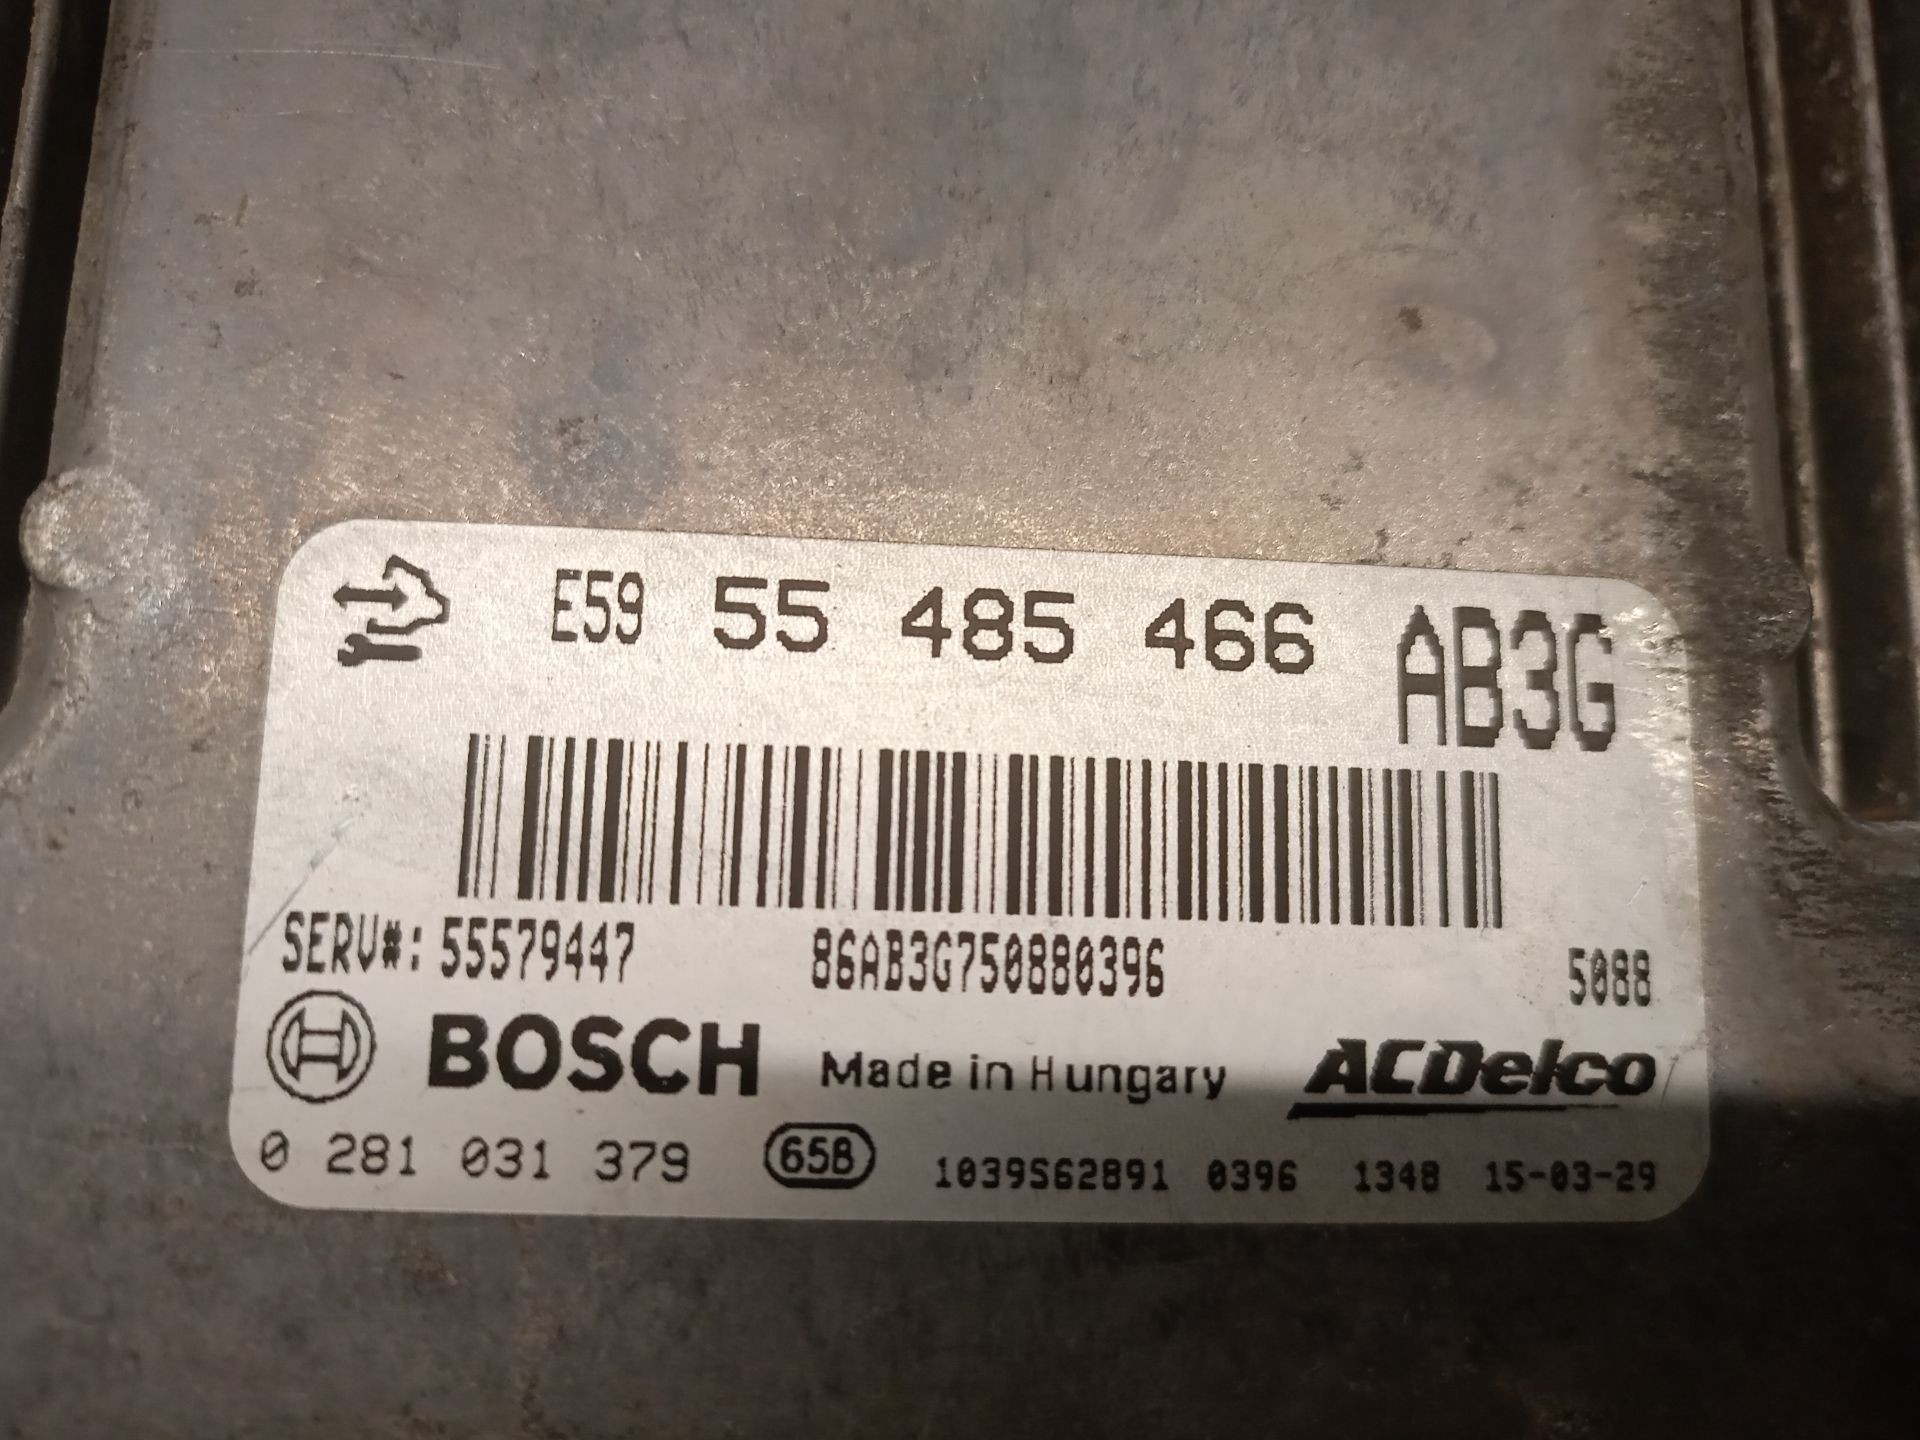 E59 55 485 466 AB3G
SERV#: 55579447 86AB3G750880396 5088
BOSCH Made in Hungary ACDelco
0 281 031 379 65B 1039S62891 0396 1348 15-03-29